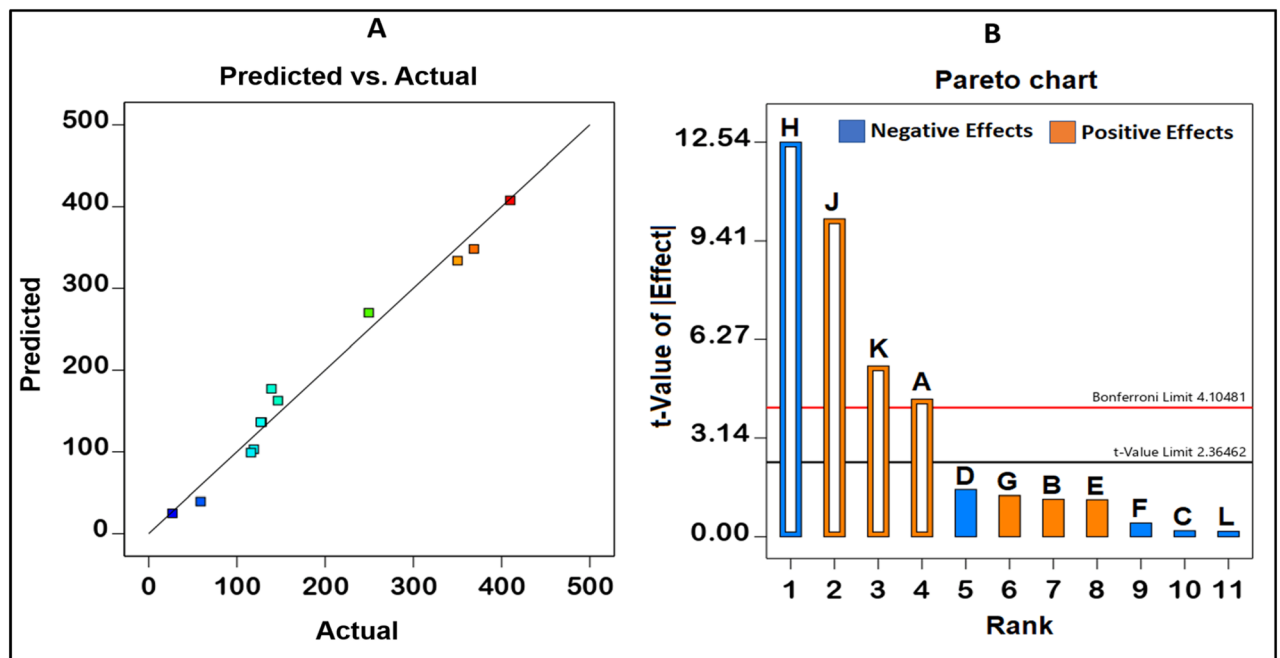 A
Predicted vs. Actual
500
400
300
200
100
0
Predicted
0 100 200 300 400 500
Actual
B
Pareto chart
Negative Effects Positive Effects
12.54
9.41
6.27
3.14
0.00
t-Value of |Effect|
H
J
K
A
D
G
B
E
F
C
L
Bonferroni Limit 4.10481
t-Value Limit 2.36462
1 2 3 4 5 6 7 8 9 10 11
Rank